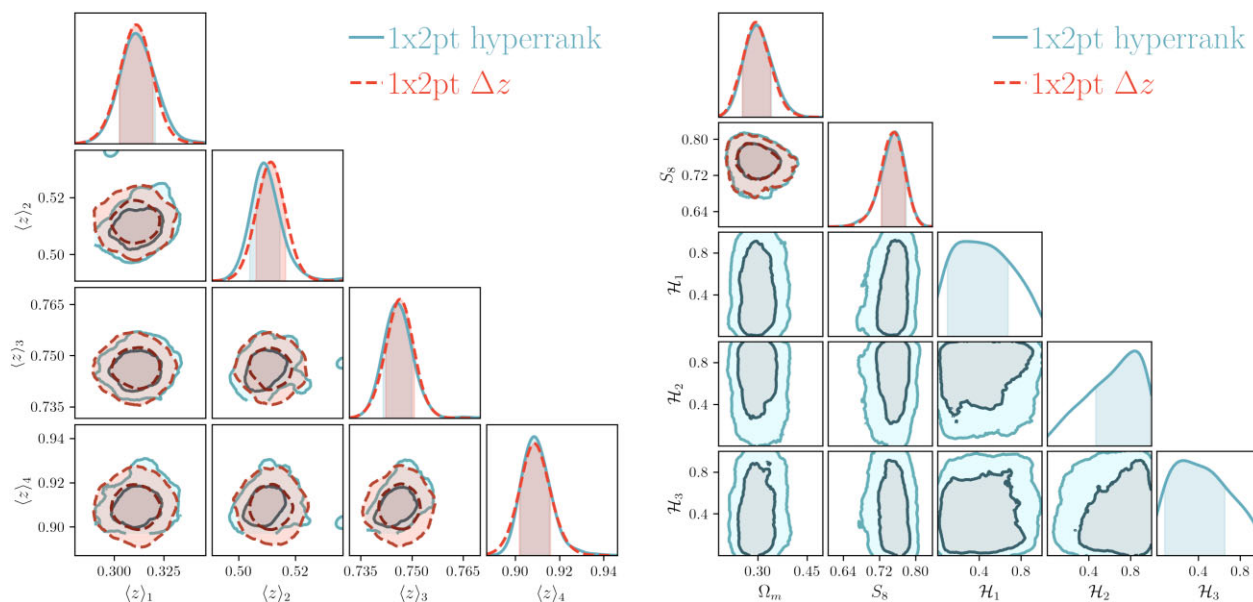 1x2pt hyperrank
1x2pt Δz
⟨z⟩₂
0.52
0.50
⟨z⟩₃
0.765
0.750
0.735
⟨z⟩₄
0.94
0.92
0.90
0.300 0.325
0.50 0.52
0.735 0.750 0.765
0.90 0.92 0.94
⟨z⟩₁
⟨z⟩₂
⟨z⟩₃
⟨z⟩₄
1x2pt hyperrank
1x2pt Δz
S₈
0.80
0.72
0.64
ℋ₁
0.8
0.4
ℋ₂
0.8
0.4
ℋ₃
0.8
0.4
0.30 0.45
0.64 0.72 0.80
0.4 0.8
0.4 0.8
0.4 0.8
Ωₘ
S₈
ℋ₁
ℋ₂
ℋ₃